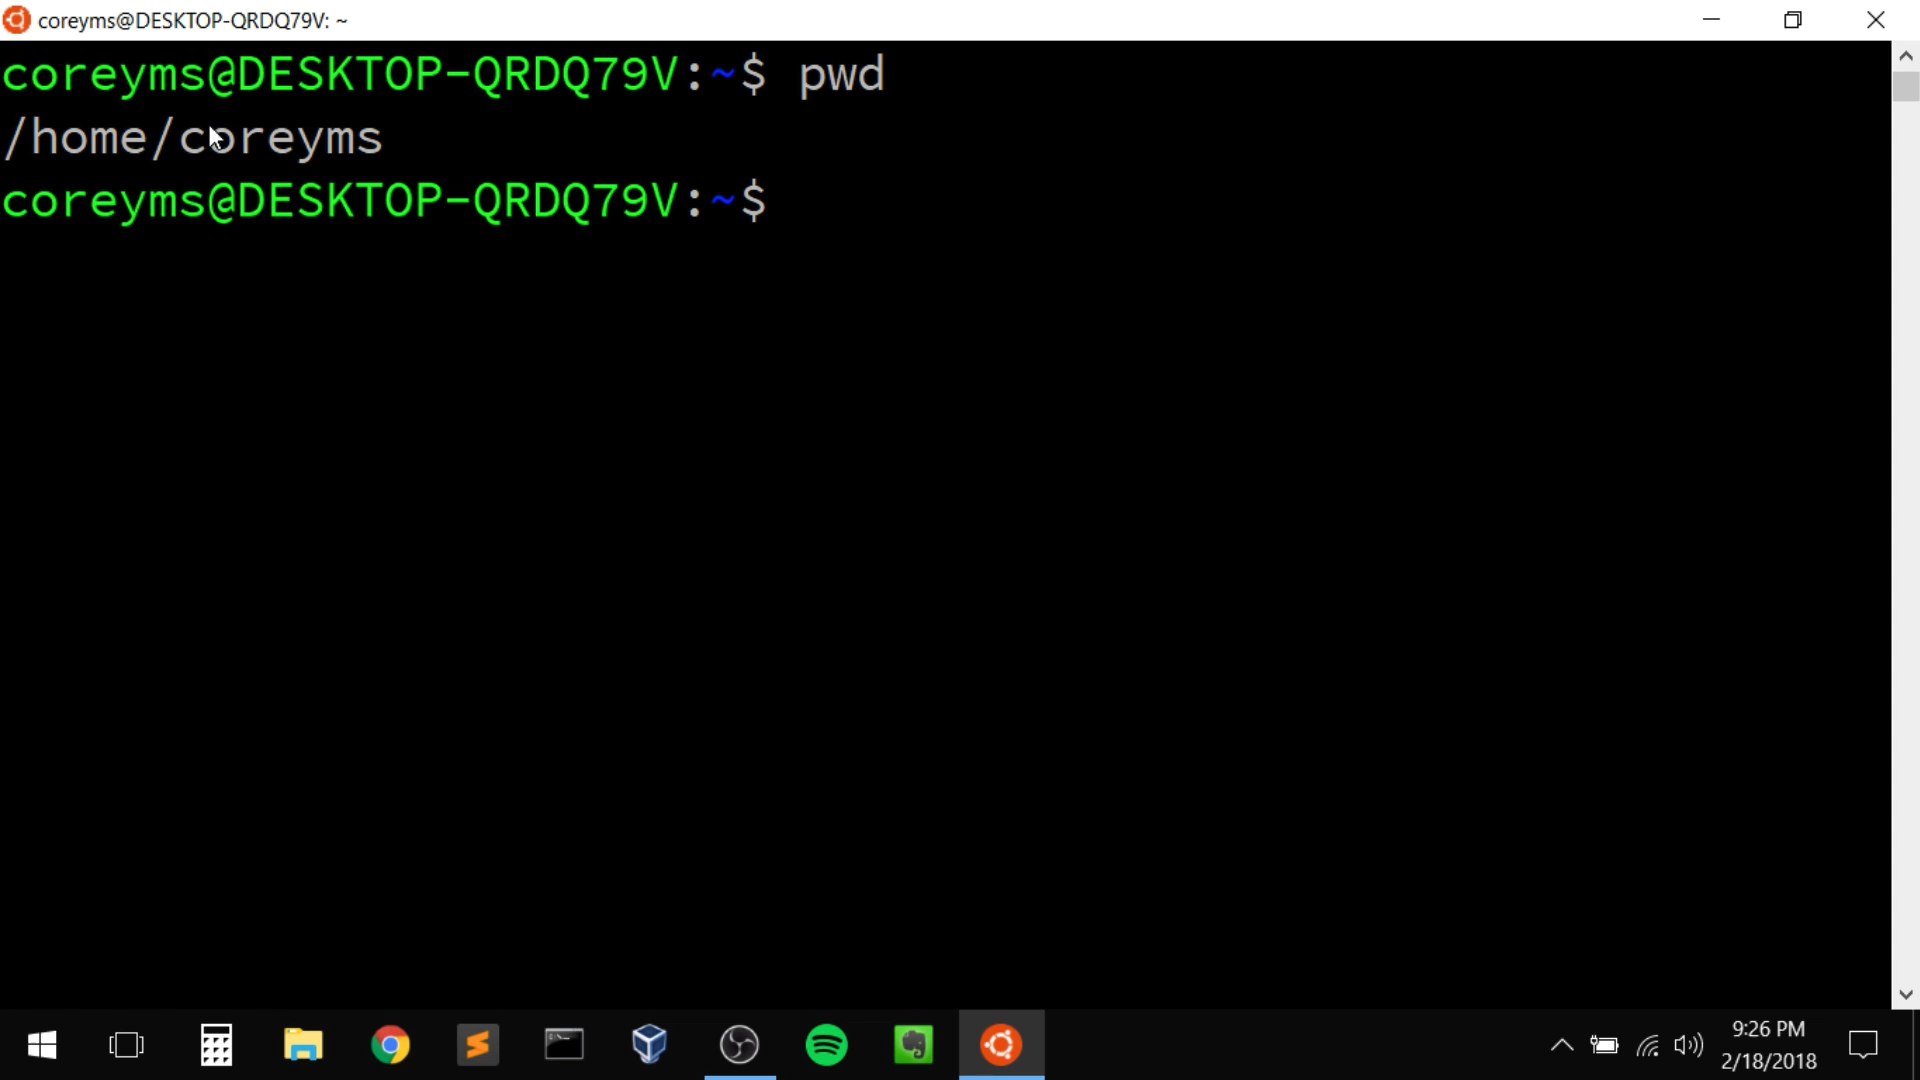 coreyms@DESKTOP-QRDQ79V: ~
coreyms@DESKTOP-QRDQ79V:~$ pwd
/home/coreyms
coreyms@DESKTOP-QRDQ79V:~$
9:26 PM
2/18/2018